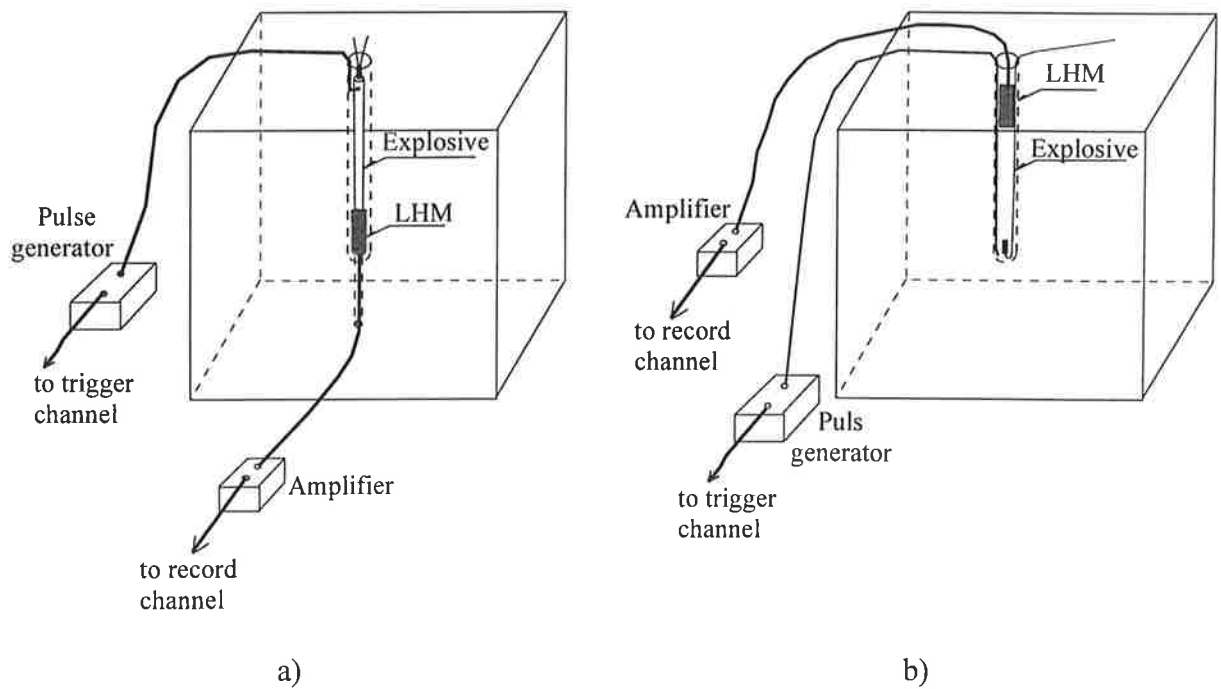 Explosive
LHM
Pulse
generator
to trigger
channel
Amplifier
to record
channel
a)
LHM
Explosive
Amplifier
to record
channel
Puls
generator
to trigger
channel
b)